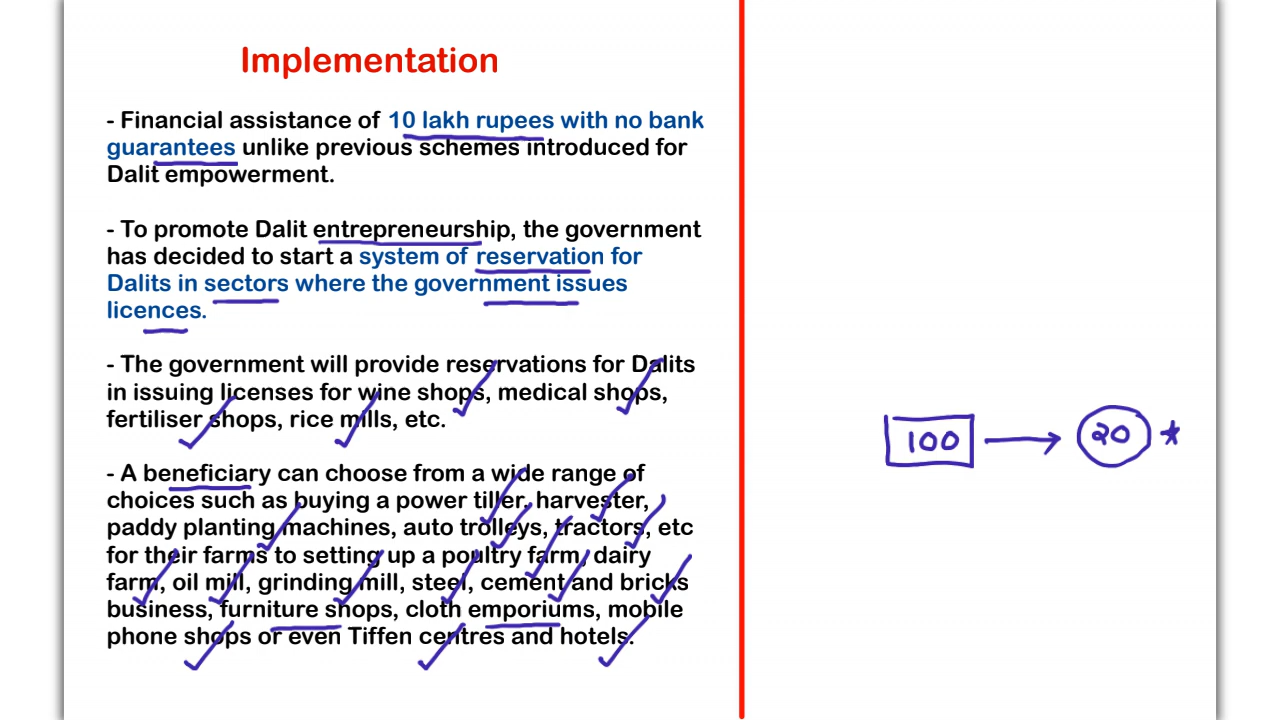 Implementation
- Financial assistance of 10 lakh rupees with no bank
guarantees unlike previous schemes introduced for
Dalit empowerment.
- To promote Dalit entrepreneurship, the government
has decided to start a system of reservation for
Dalits in sectors where the government issues
licences.
- The government will provide reservations for Dalits
in issuing licenses for wine shops, medical shops,
fertiliser shops, rice mills, etc.
- A beneficiary can choose from a wide range of
choices such as buying a power tiller, harvester,
paddy planting machines, auto trolleys, tractors, etc
for their farms to setting up a poultry farm, dairy
farm, oil mill, grinding mill, steel, cement and bricks
business, furniture shops, cloth emporiums, mobile
phone shops or even Tiffen centres and hotels.
100 → 20 *